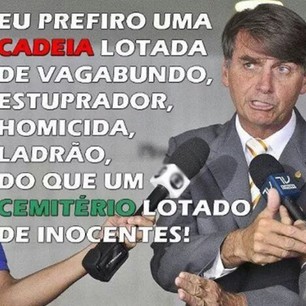 EU PREFIRO UMA
CADEIA LOTADA
DE VAGABUNDO,
ESTUPRADOR,
HOMICIDA,
LADRÃO,
DO QUE UM
CEMITÉRIO LOTADO
DE INOCENTES!